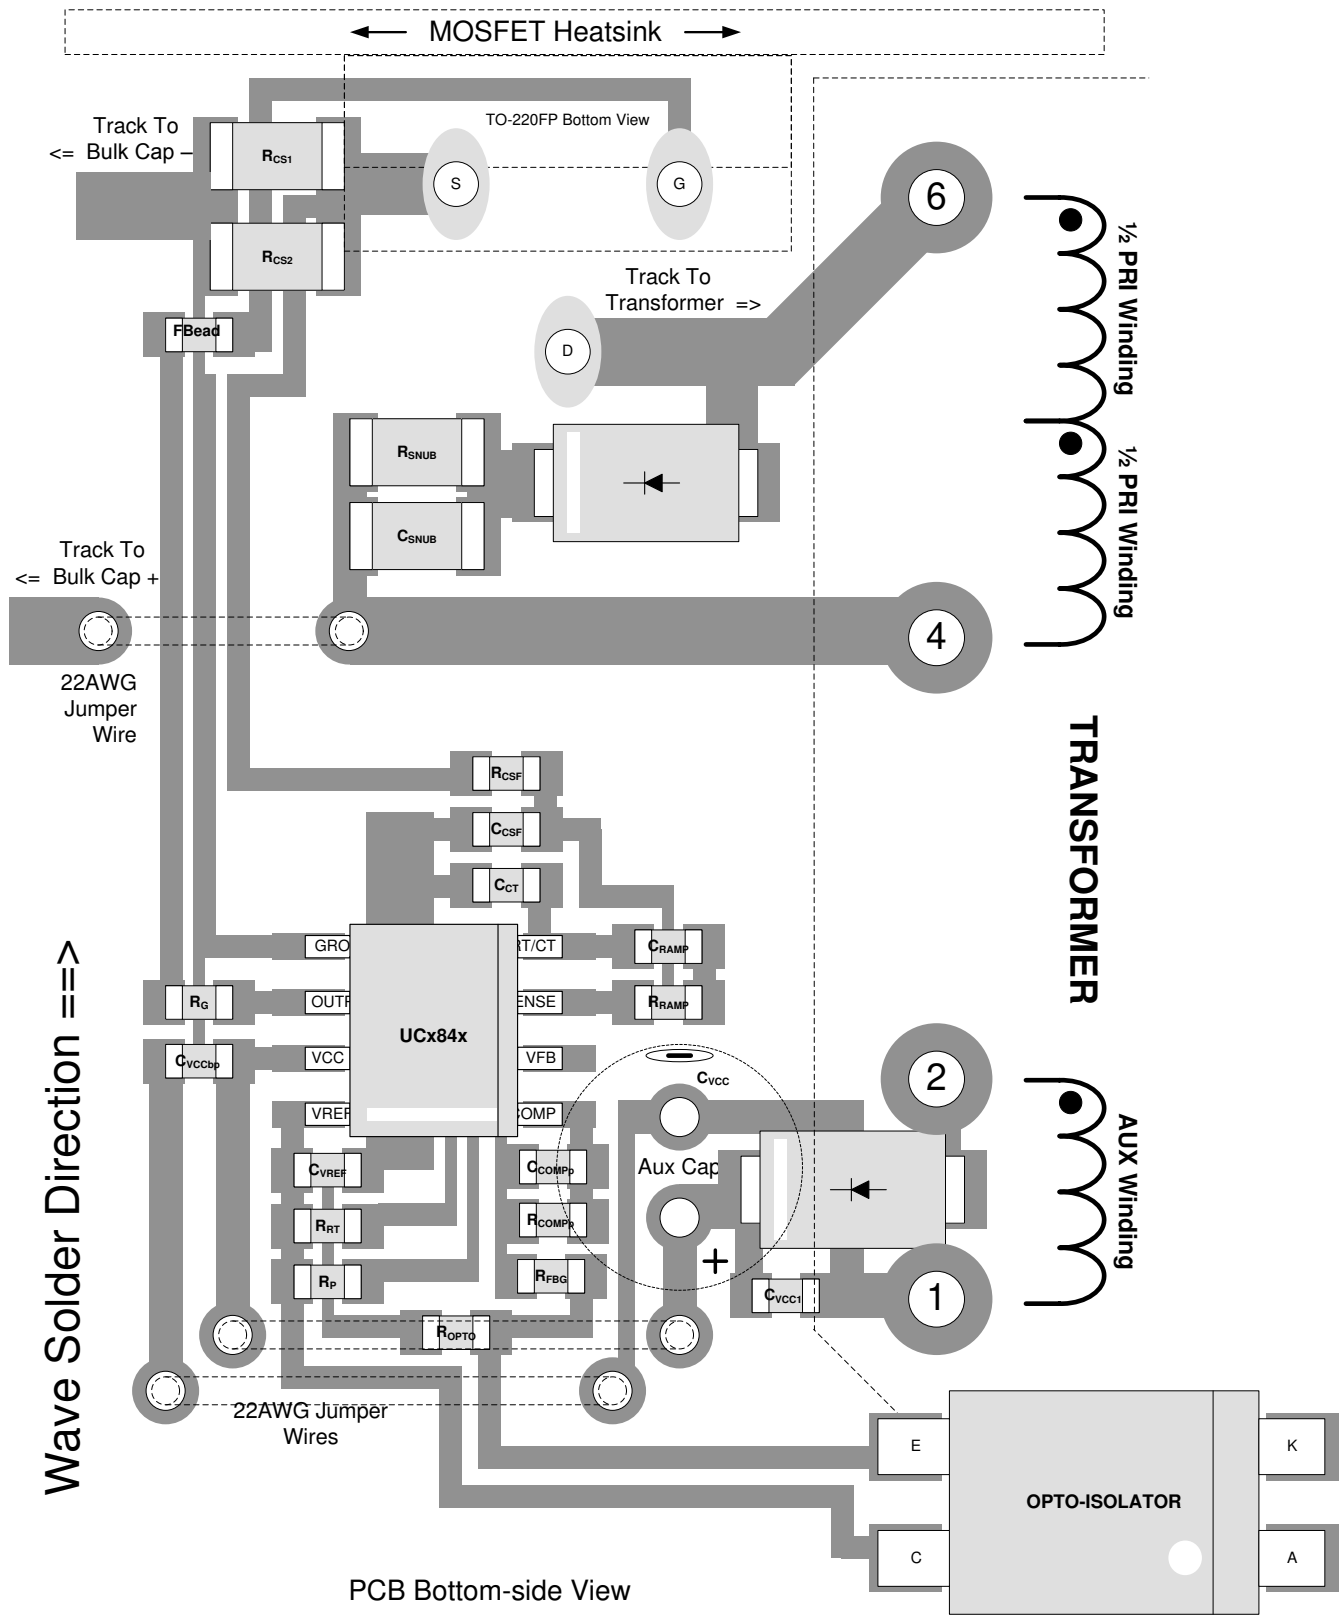 MOSFET Heatsink
TO-220FP Bottom View
Track To
<= Bulk Cap –
RCS1
S
G
6
RCS2
½ PRI Winding
Track To
Transformer =>
FBead
D
RSNUB
CSNUB
½ PRI Winding
Track To
<= Bulk Cap +
4
22AWG
Jumper
Wire
TRANSFORMER
RCSF
CCSF
CCT
GRO
RT/CT
CRAMP
RG
OUTP
ENSE
RRAMP
UCx84x
CVCCbp
VCC
VFB
–
CVCC
2
VREF
COMP
AUX Winding
CVREF
CCOMPp
Aux Cap
RRT
RCOMPp
+
RP
RFBG
CVCC1
1
ROPTO
22AWG Jumper
Wires
Wave Solder Direction ==>
E
K
OPTO-ISOLATOR
C
A
PCB Bottom-side View